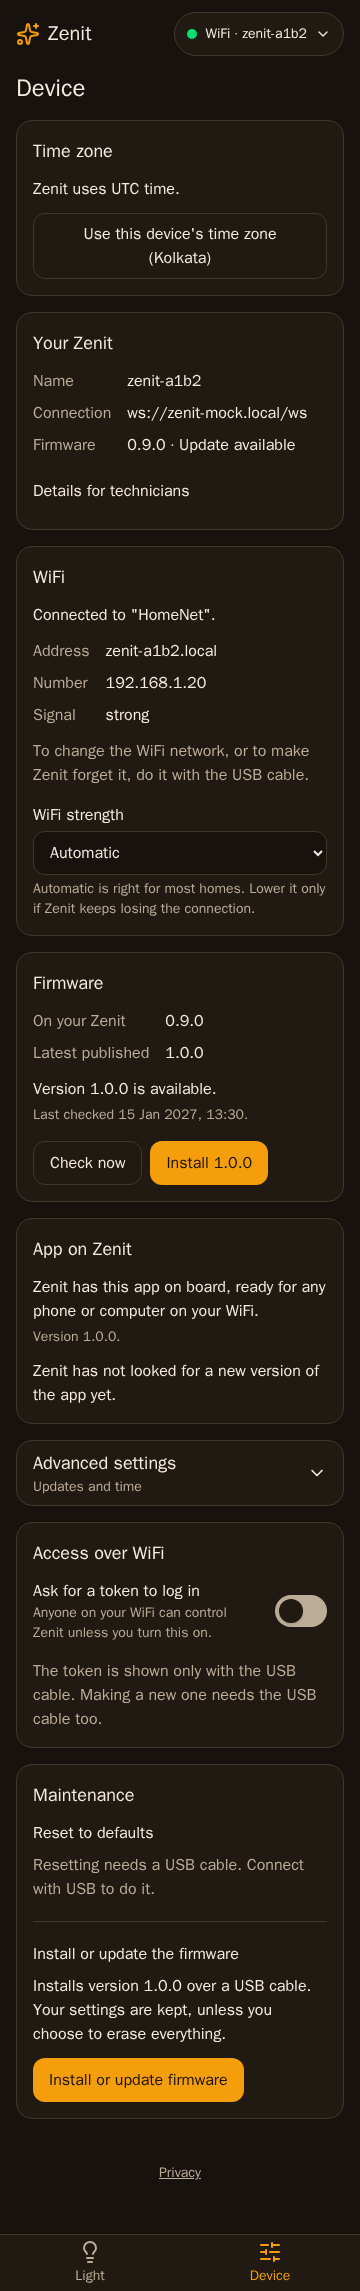 Zenit
WiFi · zenit-a1b2
Device
Time zone
Zenit uses UTC time.
Use this device's time zone
(Kolkata)
Your Zenit
Name zenit-a1b2
Connection ws://zenit-mock.local/ws
Firmware 0.9.0 · Update available
Details for technicians
WiFi
Connected to "HomeNet".
Address zenit-a1b2.local
Number 192.168.1.20
Signal strong
To change the WiFi network, or to make
Zenit forget it, do it with the USB cable.
WiFi strength
Automatic
Automatic is right for most homes. Lower it only
if Zenit keeps losing the connection.
Firmware
On your Zenit 0.9.0
Latest published 1.0.0
Version 1.0.0 is available.
Last checked 15 Jan 2027, 13:30.
Check now
Install 1.0.0
App on Zenit
Zenit has this app on board, ready for any
phone or computer on your WiFi.
Version 1.0.0.
Zenit has not looked for a new version of
the app yet.
Advanced settings
Updates and time
Access over WiFi
Ask for a token to log in
Anyone on your WiFi can control
Zenit unless you turn this on.
The token is shown only with the USB
cable. Making a new one needs the USB
cable too.
Maintenance
Reset to defaults
Resetting needs a USB cable. Connect
with USB to do it.
Install or update the firmware
Installs version 1.0.0 over a USB cable.
Your settings are kept, unless you
choose to erase everything.
Install or update firmware
Privacy
Light
Device